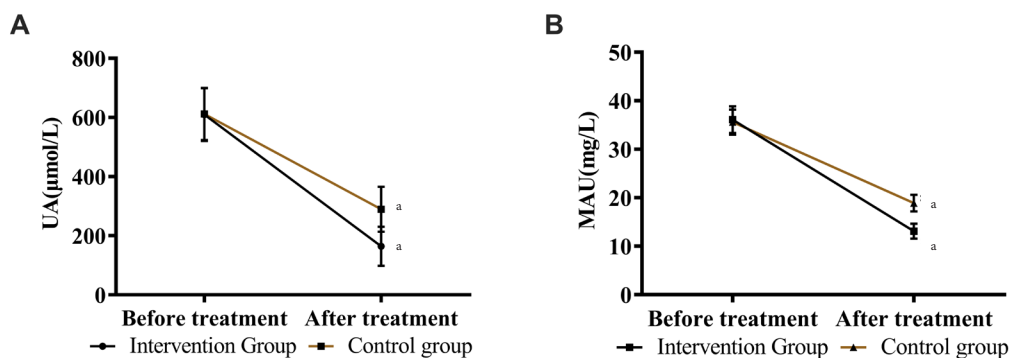 A
UA(μmol/L)
800
600
400
200
0
a
a
Before treatment After treatment
Intervention Group Control group
B
MAU(mg/L)
50
40
30
20
10
0
a
a
Before treatment After treatment
Intervention Group Control group